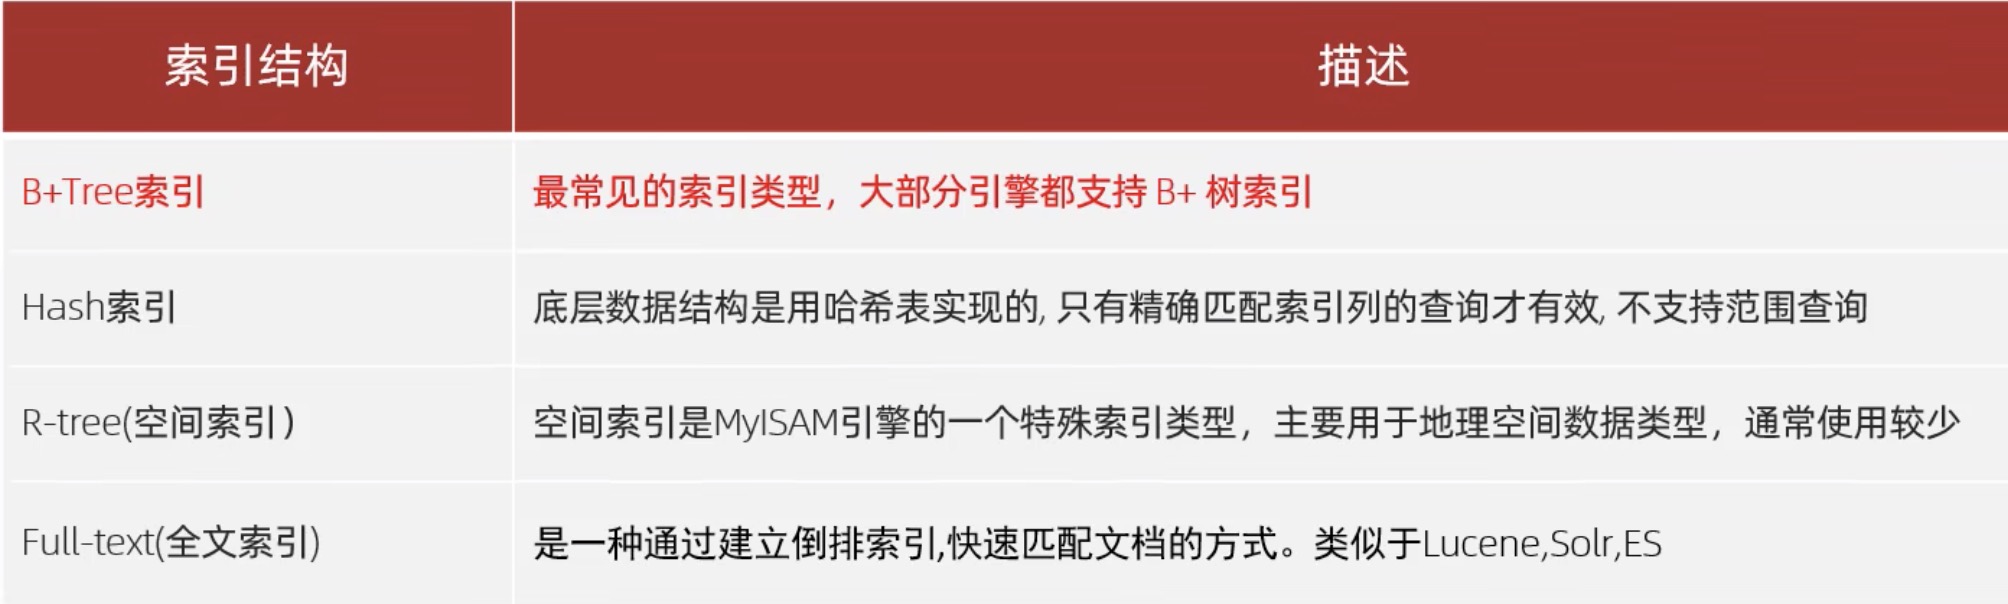 索引结构
描述
B+Tree索引
最常见的索引类型，大部分引擎都支持 B+ 树索引
Hash索引
底层数据结构是用哈希表实现的, 只有精确匹配索引列的查询才有效, 不支持范围查询
R-tree(空间索引）
空间索引是MyISAM引擎的一个特殊索引类型，主要用于地理空间数据类型，通常使用较少
Full-text(全文索引)
是一种通过建立倒排索引,快速匹配文档的方式。类似于Lucene,Solr,ES